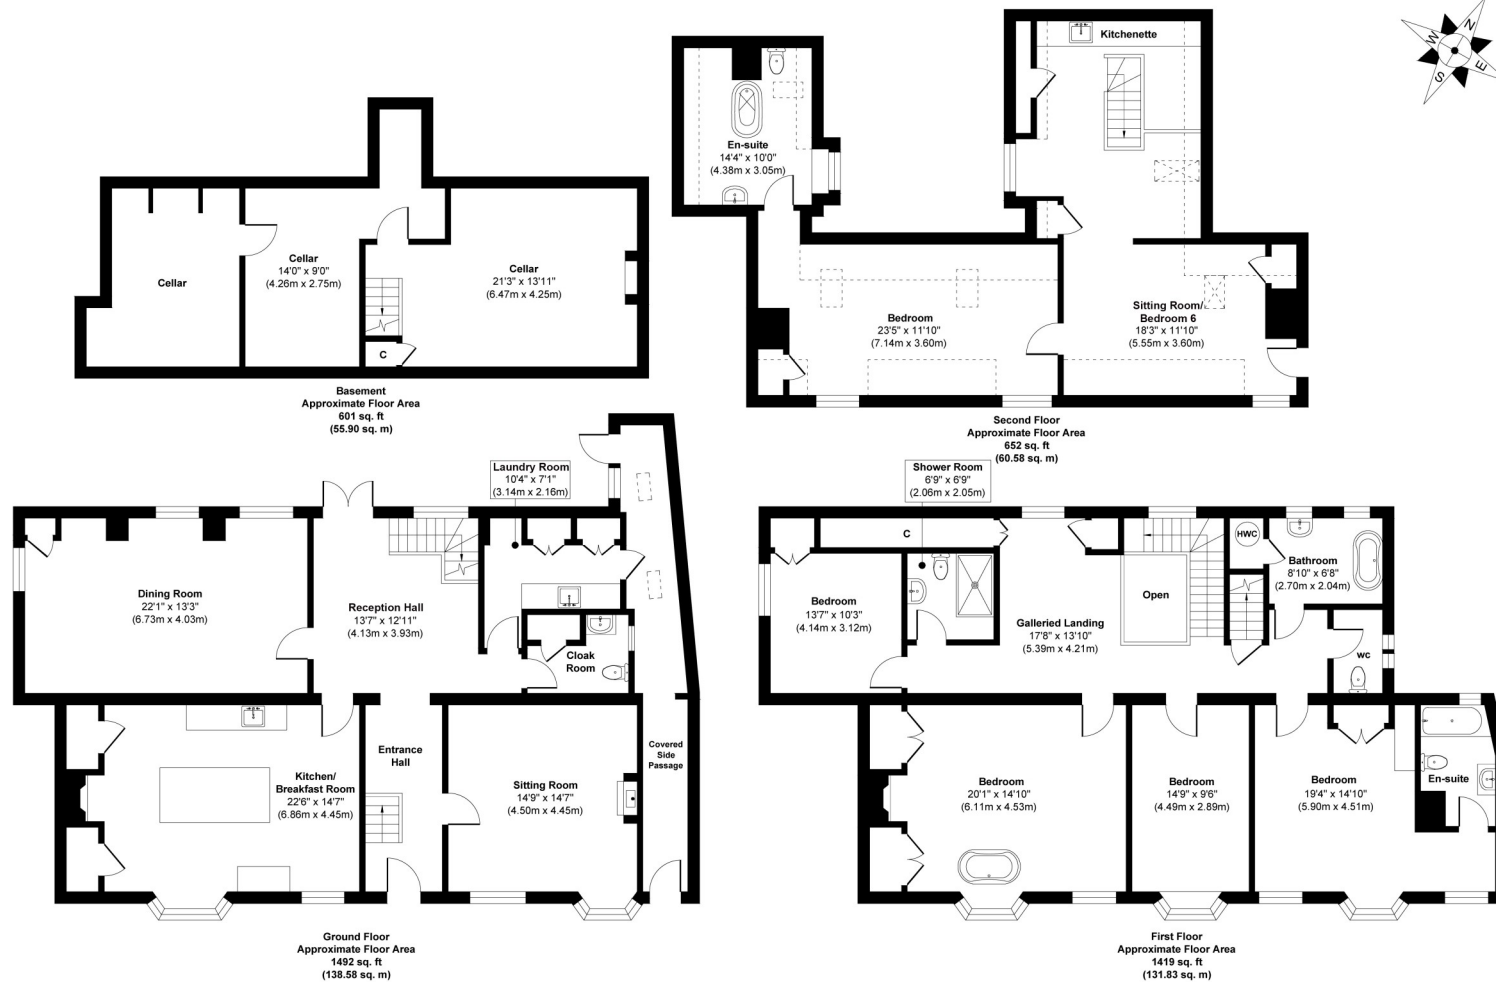 Kitchenette
N
W
E
S
En-suite
14'4" x 10'0"
(4.38m x 3.05m)
Cellar
Cellar
14'0" x 9'0"
(4.26m x 2.75m)
Cellar
21'3" x 13'11"
(6.47m x 4.25m)
C
Bedroom
23'5" x 11'10"
(7.14m x 3.60m)
Sitting Room/
Bedroom 6
18'3" x 11'10"
(5.55m x 3.60m)
Basement
Approximate Floor Area
601 sq. ft
(55.90 sq. m)
Second Floor
Approximate Floor Area
652 sq. ft
(60.58 sq. m)
Laundry Room
10'4" x 7'1"
(3.14m x 2.16m)
Dining Room
22'1" x 13'3"
(6.73m x 4.03m)
Reception Hall
13'7" x 12'11"
(4.13m x 3.93m)
Cloak
Room
Kitchen/
Breakfast Room
22'6" x 14'7"
(6.86m x 4.45m)
Entrance
Hall
Sitting Room
14'9" x 14'7"
(4.50m x 4.45m)
Covered
Side
Passage
Ground Floor
Approximate Floor Area
1492 sq. ft
(138.58 sq. m)
Shower Room
6'9" x 6'9"
(2.06m x 2.05m)
C
HWC
Bathroom
8'10" x 6'8"
(2.70m x 2.04m)
Bedroom
13'7" x 10'3"
(4.14m x 3.12m)
Open
Galleried Landing
17'8" x 13'10"
(5.39m x 4.21m)
wc
Bedroom
20'1" x 14'10"
(6.11m x 4.53m)
Bedroom
14'9" x 9'6"
(4.49m x 2.89m)
Bedroom
19'4" x 14'10"
(5.90m x 4.51m)
En-suite
First Floor
Approximate Floor Area
1419 sq. ft
(131.83 sq. m)